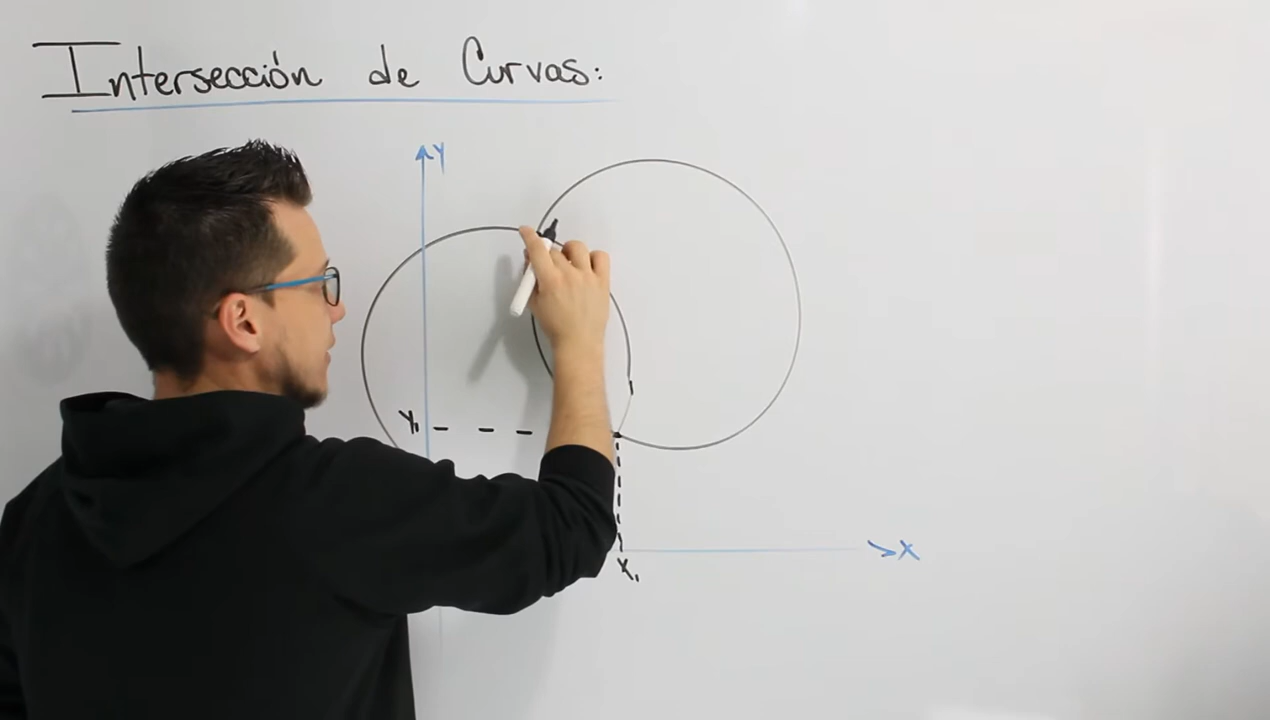 Intersección de Curvas:
Y
Y₁
X
X₁